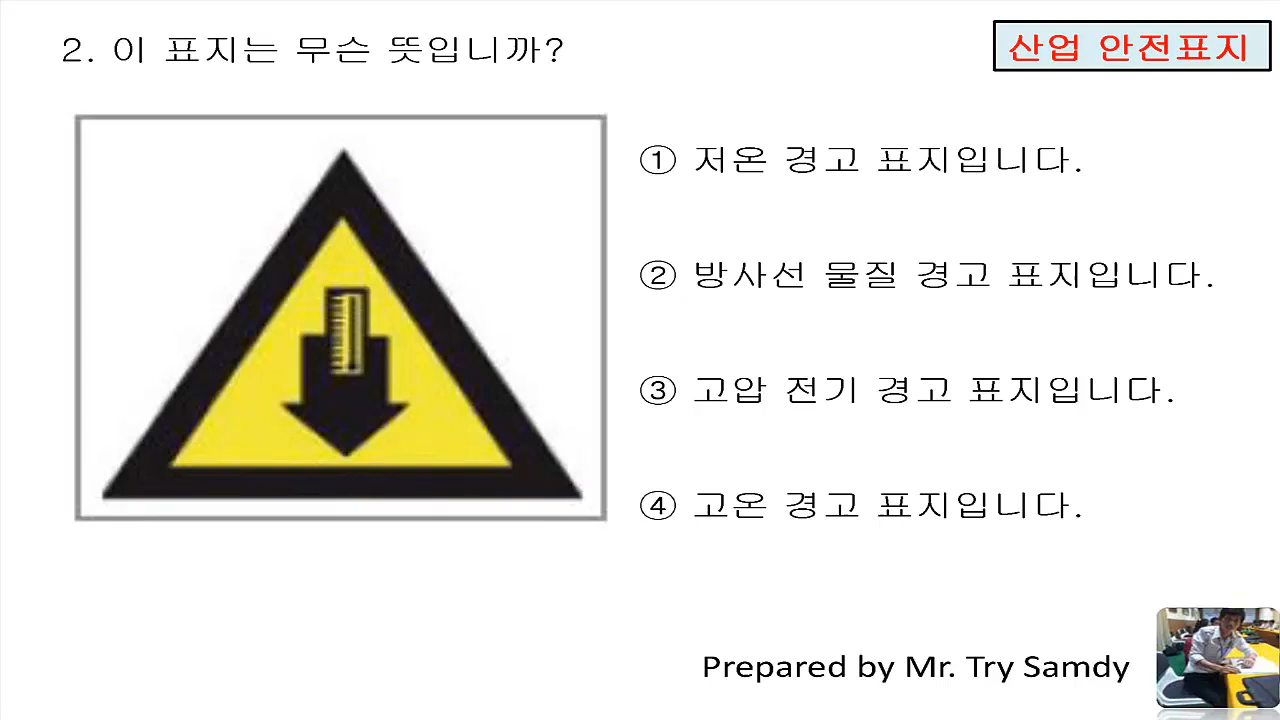 2. 이 표지는 무슨 뜻입니까?
산업 안전표지
① 저온 경고 표지입니다.
② 방사선 물질 경고 표지입니다.
③ 고압 전기 경고 표지입니다.
④ 고온 경고 표지입니다.
Prepared by Mr. Try Samdy